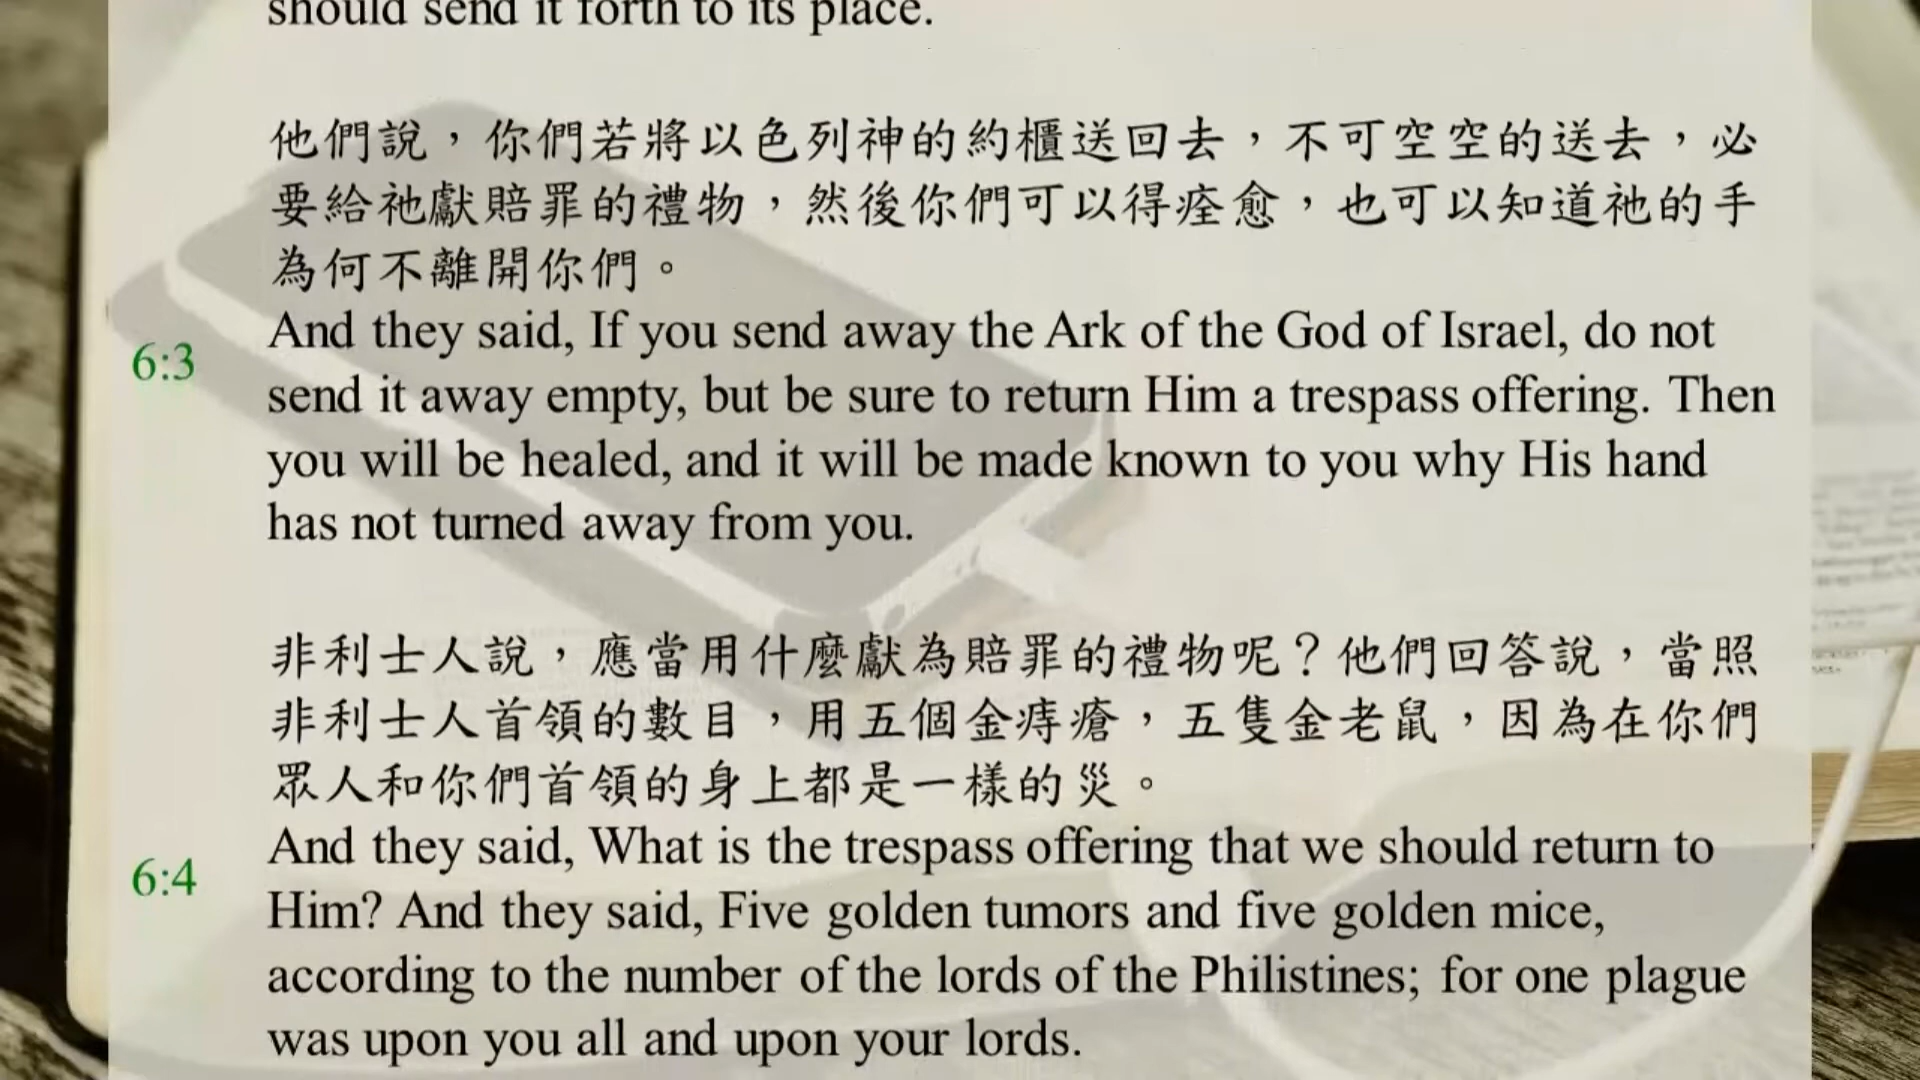 should send it forth to its place.
他們說，你們若將以色列神的約櫃送回去，不可空空的送去，必
要給祂獻賠罪的禮物，然後你們可以得痊愈，也可以知道祂的手
為何不離開你們。
And they said, If you send away the Ark of the God of Israel, do not
6:3
send it away empty, but be sure to return Him a trespass offering. Then
you will be healed, and it will be made known to you why His hand
has not turned away from you.
非利士人說，應當用什麼獻為賠罪的禮物呢？他們回答說，當照
非利士人首領的數目，用五個金痔瘡，五隻金老鼠，因為在你們
眾人和你們首領的身上都是一樣的災。
And they said, What is the trespass offering that we should return to
6:4
Him? And they said, Five golden tumors and five golden mice,
according to the number of the lords of the Philistines; for one plague
was upon you all and upon your lords.